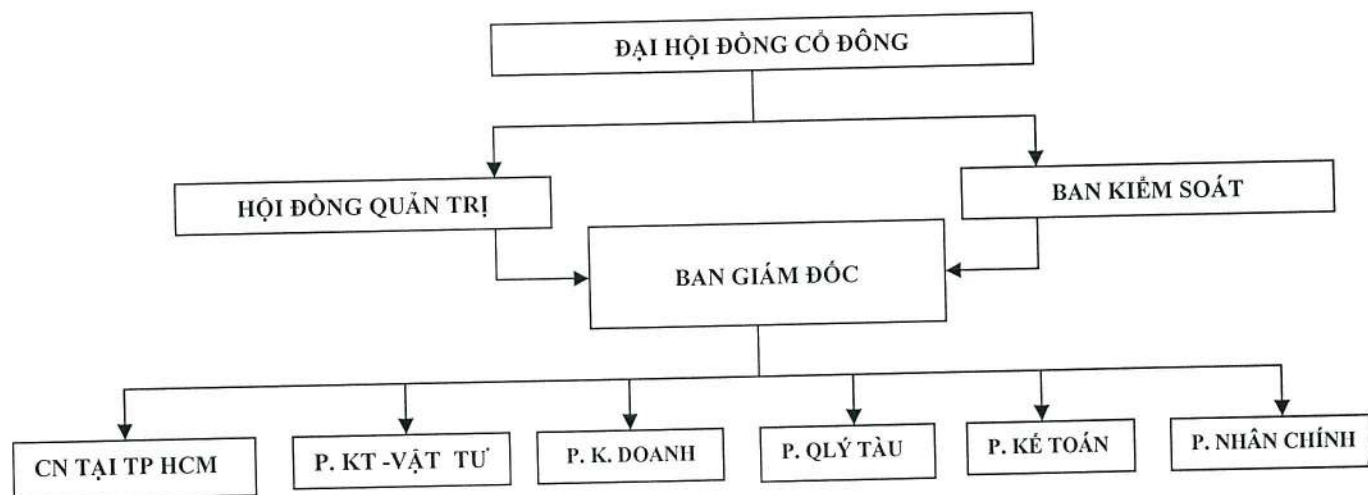 ĐẠI HỘI ĐỒNG CỔ ĐÔNG
HỘI ĐỒNG QUẢN TRỊ
BAN KIỂM SOÁT
BAN GIÁM ĐỐC
CN TẠI TP HCM
P. KT -VẬT TƯ
P. K. DOANH
P. QLÝ TÀU
P. KẾ TOÁN
P. NHÂN CHÍNH